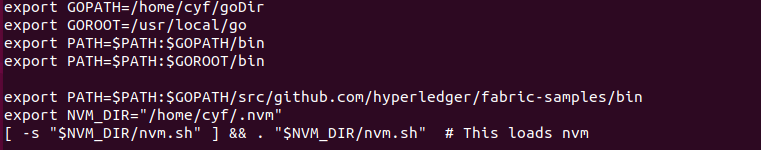 export GOPATH=/home/cyf/goDir
export GOROOT=/usr/local/go
export PATH=$PATH:$GOPATH/bin
export PATH=$PATH:$GOROOT/bin
export PATH=$PATH:$GOPATH/src/github.com/hyperledger/fabric-samples/bin
export NVM_DIR="/home/cyf/.nvm"
[ -s "$NVM_DIR/nvm.sh" ] && . "$NVM_DIR/nvm.sh"  # This loads nvm